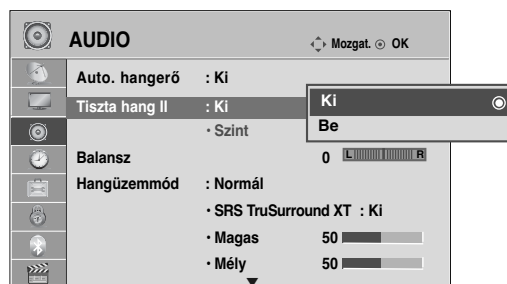 AUDIO Mozgat. OK
Auto. hangerő : Ki
Tiszta hang II : Ki
Ki
Be
• Szint
Balansz 0 L R
Hangüzemmód : Normál
• SRS TruSurround XT : Ki
• Magas 50
• Mély 50